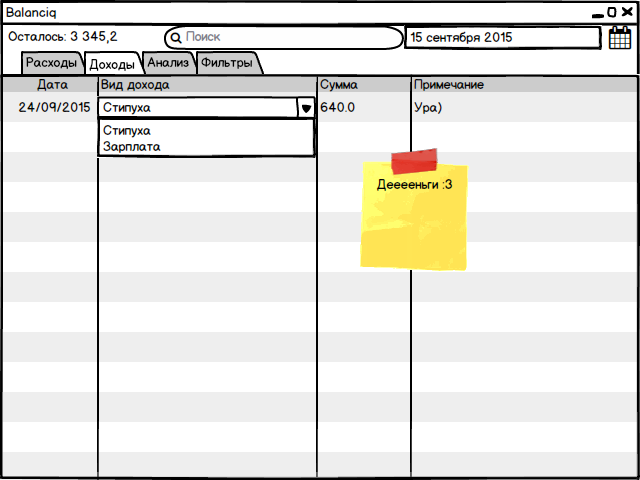 Balanciq
Осталось: 3 345,2
Поиск
15 сентября 2015
Расходы Доходы Анализ Фильтры
Дата Вид дохода Сумма Примечание
24/09/2015 Стипуха 640.0 Ура)
Стипуха
Зарплата
Дееееньги :3